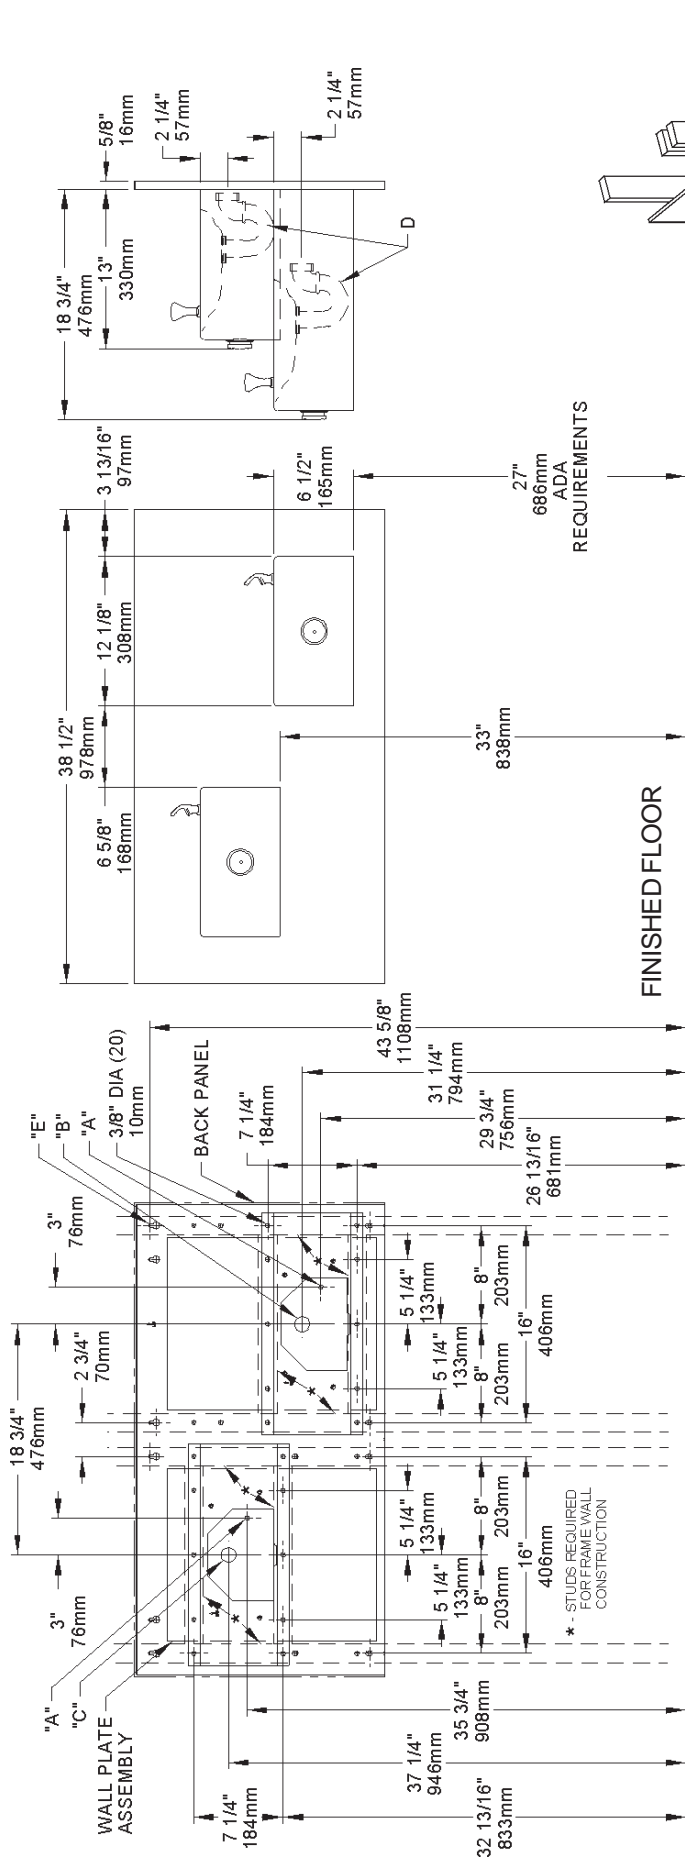 "A"
"C"
WALL PLATE
ASSEMBLY
3"
76mm
18 3/4"
476mm
2 3/4"
70mm
3"
76mm
"E"
"B"
"A"
3/8" DIA (20)
10mm
BACK PANEL
7 1/4"
184mm
7 1/4"
184mm
32 13/16"
833mm
37 1/4"
946mm
35 3/4"
908mm
5 1/4"
133mm
5 1/4"
133mm
8"
203mm
8"
203mm
16"
406mm
5 1/4"
133mm
5 1/4"
133mm
8"
203mm
8"
203mm
16"
406mm
* - STUDS REQUIRED
FOR FRAME WALL
CONSTRUCTION
26 13/16"
681mm
29 3/4"
756mm
31 1/4"
794mm
43 5/8"
1108mm
38 1/2"
978mm
6 5/8"
168mm
12 1/8"
308mm
3 13/16"
97mm
6 1/2"
165mm
33"
838mm
27"
686mm
ADA
REQUIREMENTS
FINISHED FLOOR
18 3/4"
476mm
13"
330mm
5/8"
16mm
2 1/4"
57mm
2 1/4"
57mm
D
*
*
*
*